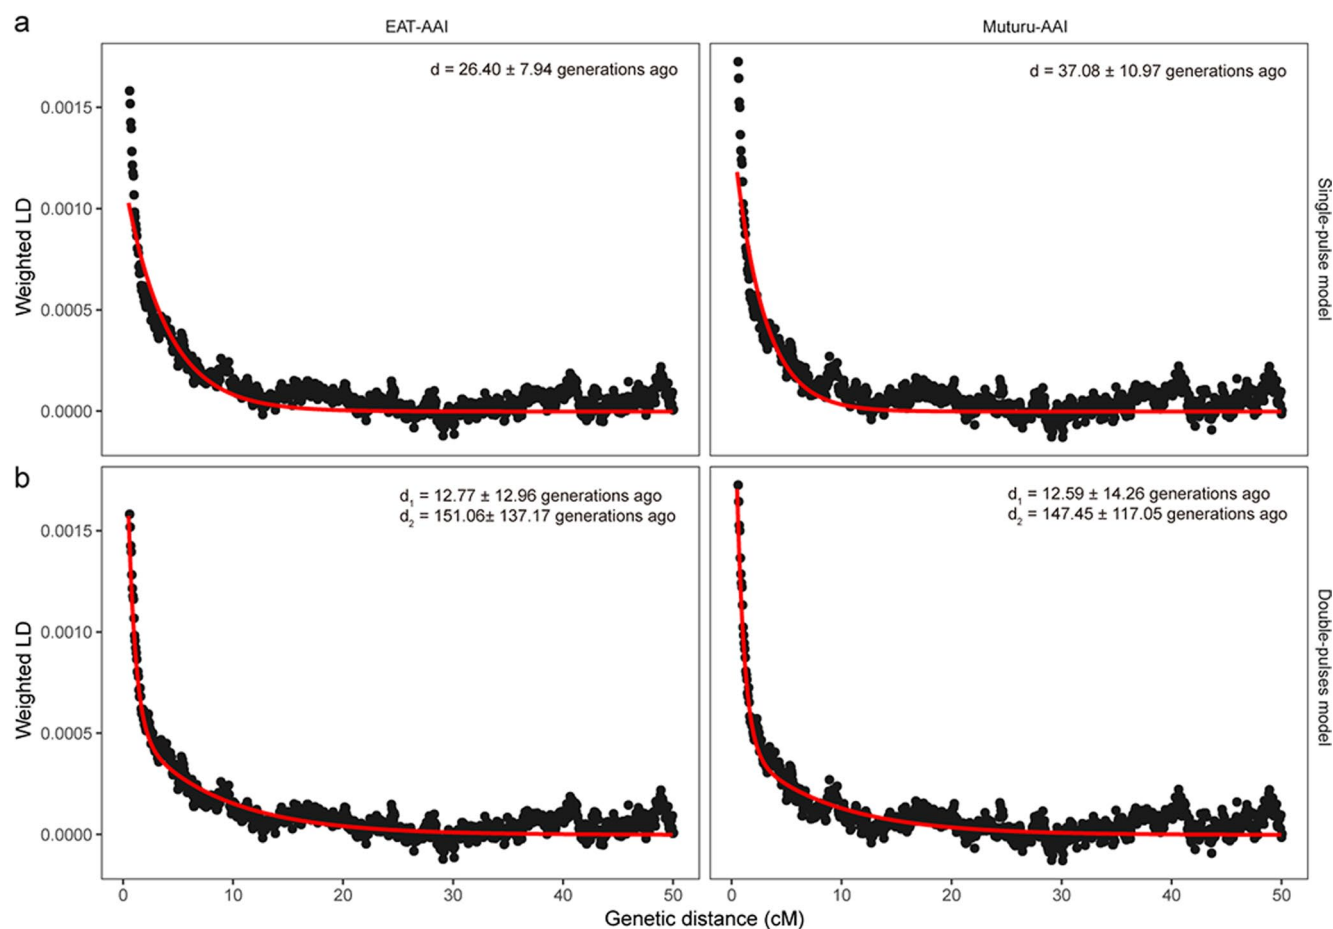 a
EAT-AAI
Muturu-AAI
d = 26.40 ± 7.94 generations ago
d = 37.08 ± 10.97 generations ago
0.0015
0.0010
0.0005
0.0000
Weighted LD
Single-pulse model
b
d₁ = 12.77 ± 12.96 generations ago
d₂ = 151.06± 137.17 generations ago
d₁ = 12.59 ± 14.26 generations ago
d₂ = 147.45 ± 117.05 generations ago
0.0015
0.0010
0.0005
0.0000
Weighted LD
Double-pulses model
0 10 20 30 40 50
0 10 20 30 40 50
Genetic distance (cM)